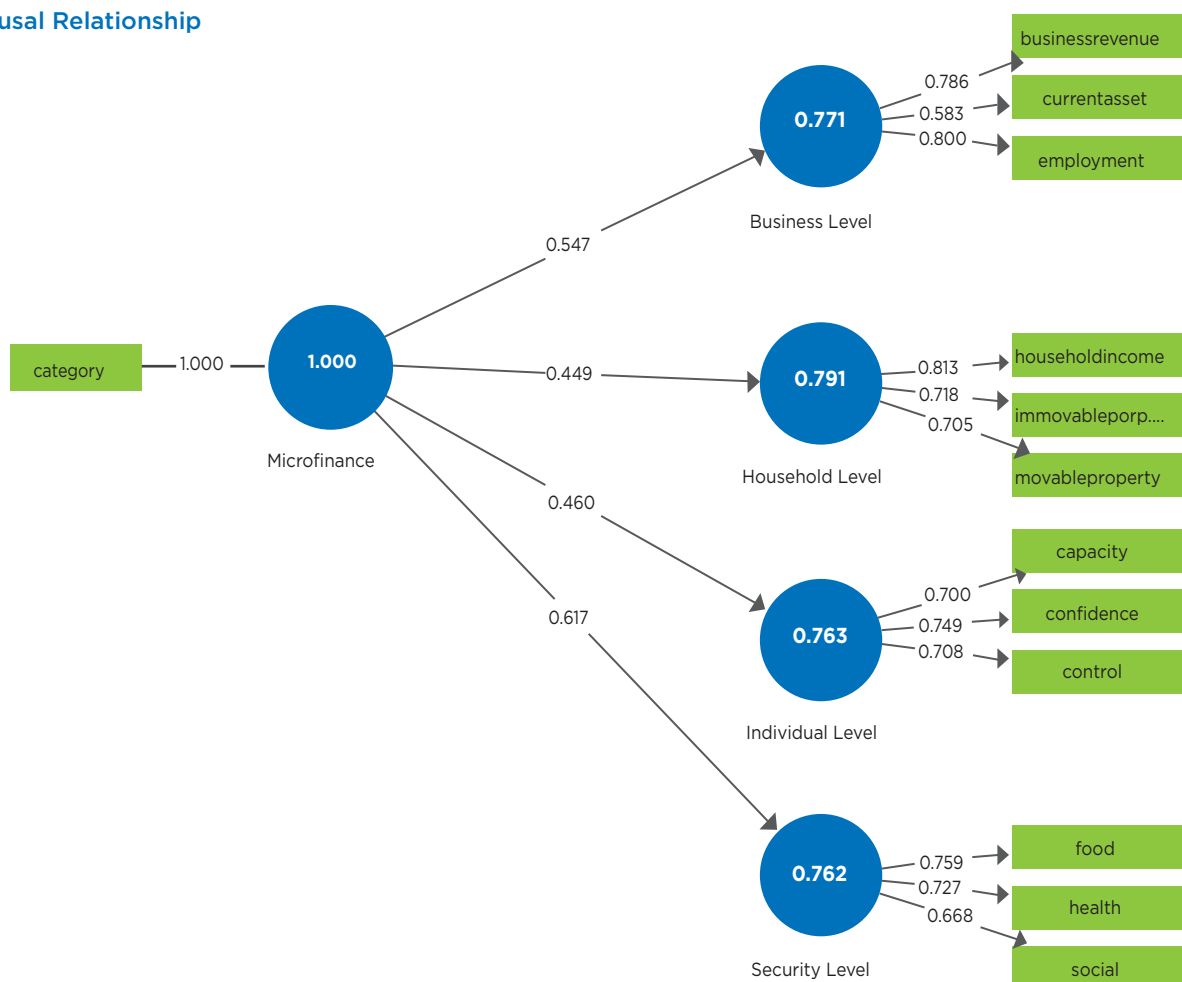 usal Relationship
businessrevenue
0.786
currentasset
0.583
0.771
0.800
employment
Business Level
0.547
category
1.000
1.000
Microfinance
0.449
0.791
0.813
householdincome
0.718
immovableporp....
0.705
movableproperty
Household Level
0.460
capacity
0.700
confidence
0.749
0.763
0.708
control
Individual Level
0.617
food
0.759
0.762
0.727
health
0.668
social
Security Level